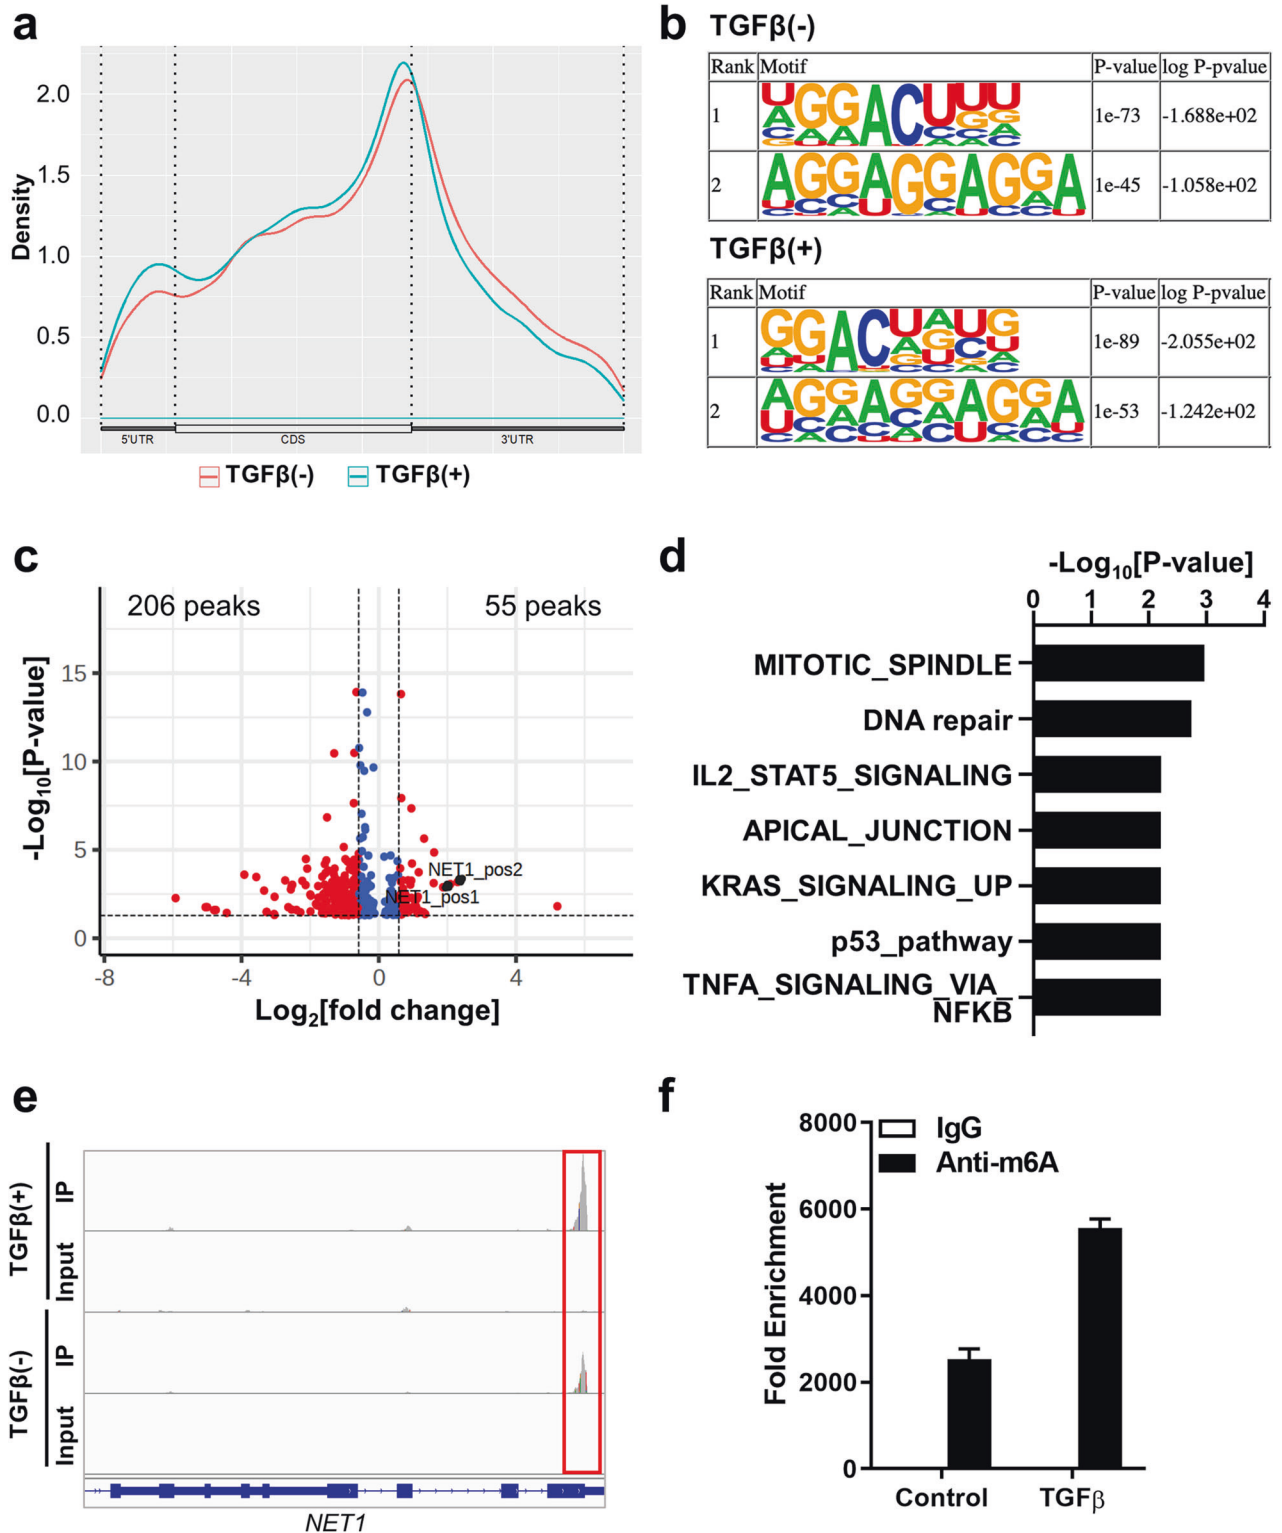 a
Density
2.0
1.5
1.0
0.5
0.0
5'UTR CDS 3'UTR
TGFβ(-) TGFβ(+)
b
TGFβ(-)
Rank Motif P-value log P-pvalue
1 UGGACUUU 1e-73 -1.688e+02
2 AGGAGGAGGA 1e-45 -1.058e+02
TGFβ(+)
Rank Motif P-value log P-pvalue
1 GGACUAUG 1e-89 -2.055e+02
2 AGGAGGAGGA 1e-53 -1.242e+02
c
206 peaks 55 peaks
-Log10[P-value]
15
10
5
0
NET1_pos2
NET1_pos1
-8 -4 0 4
Log2[fold change]
d
-Log10[P-value]
0 1 2 3 4
MITOTIC_SPINDLE
DNA repair
IL2_STAT5_SIGNALING
APICAL_JUNCTION
KRAS_SIGNALING_UP
p53_pathway
TNFA_SIGNALING_VIA_
NFKB
e
TGFβ(+)
IP
Input
TGFβ(-)
IP
Input
NET1
f
IgG
Anti-m6A
Fold Enrichment
8000
6000
4000
2000
0
Control TGFβ